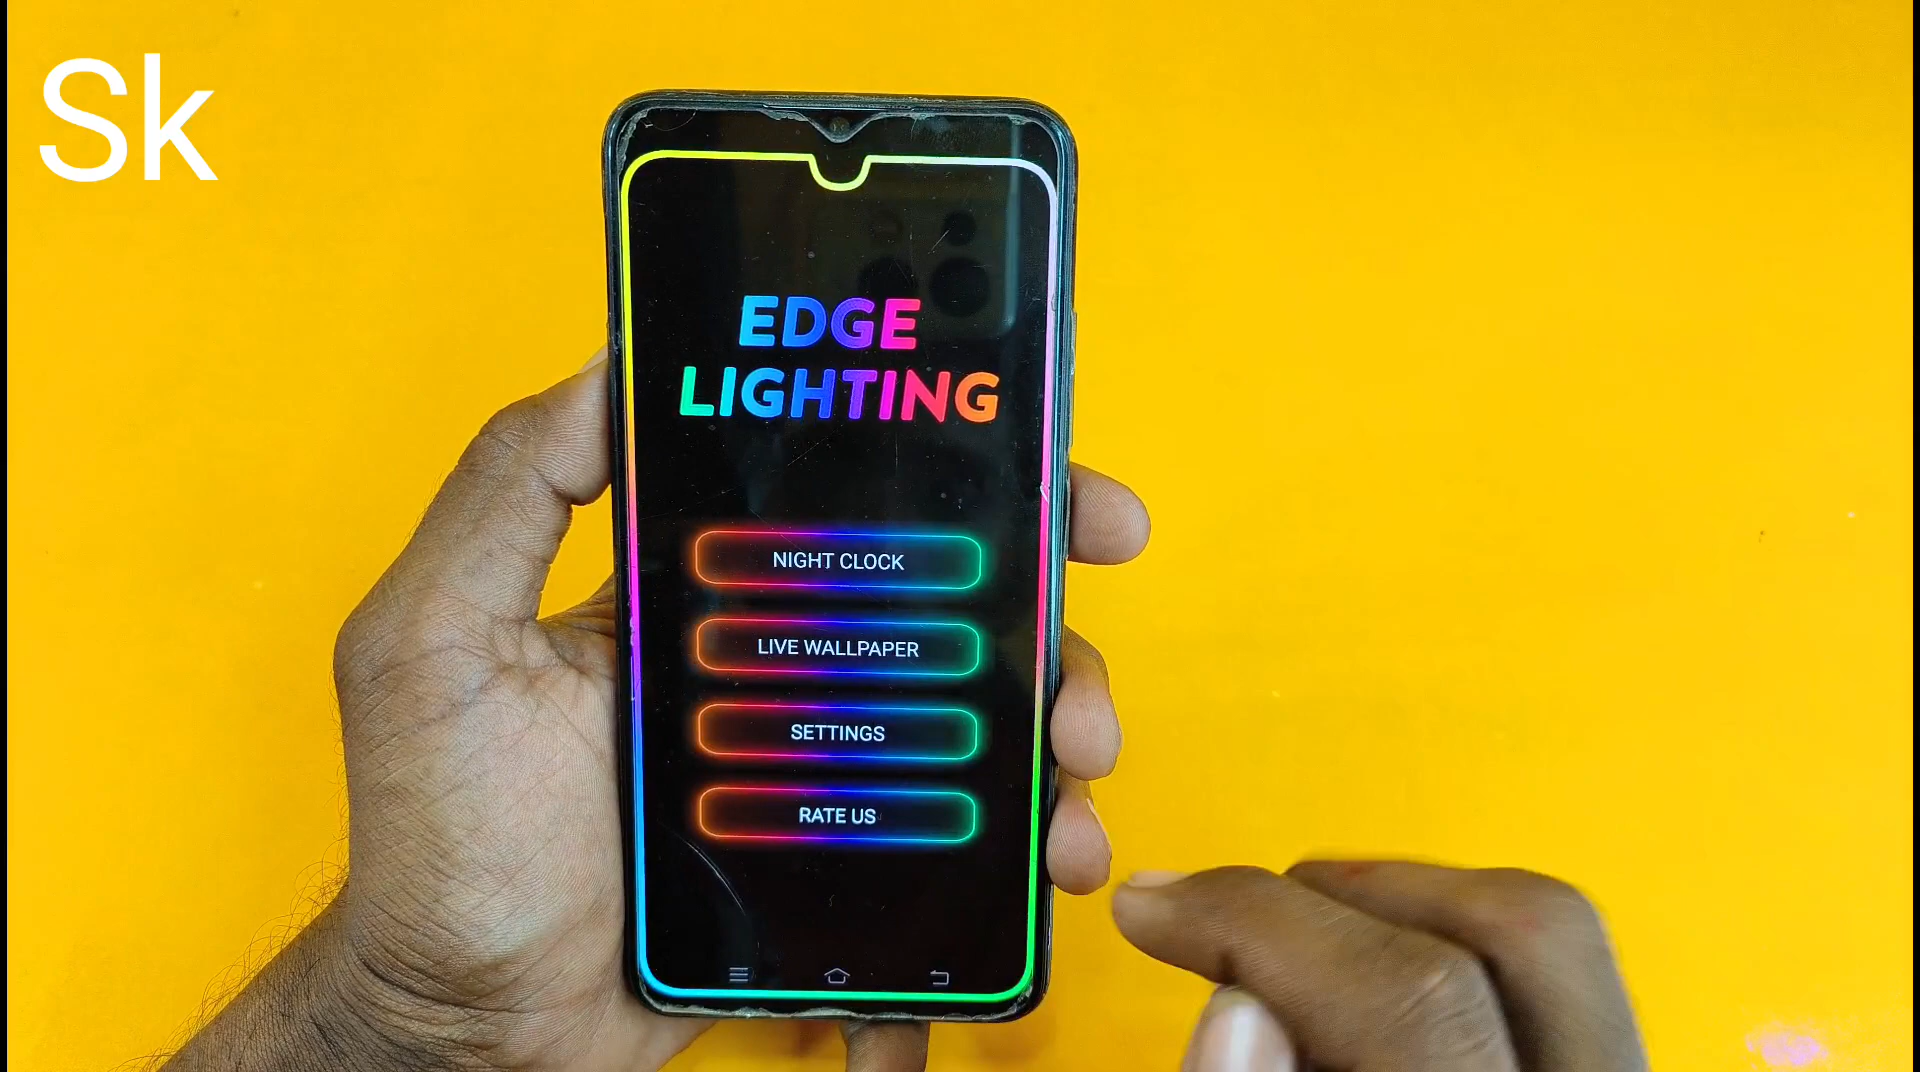 Sk
EDGE
LIGHTING
NIGHT CLOCK
LIVE WALLPAPER
SETTINGS
RATE US